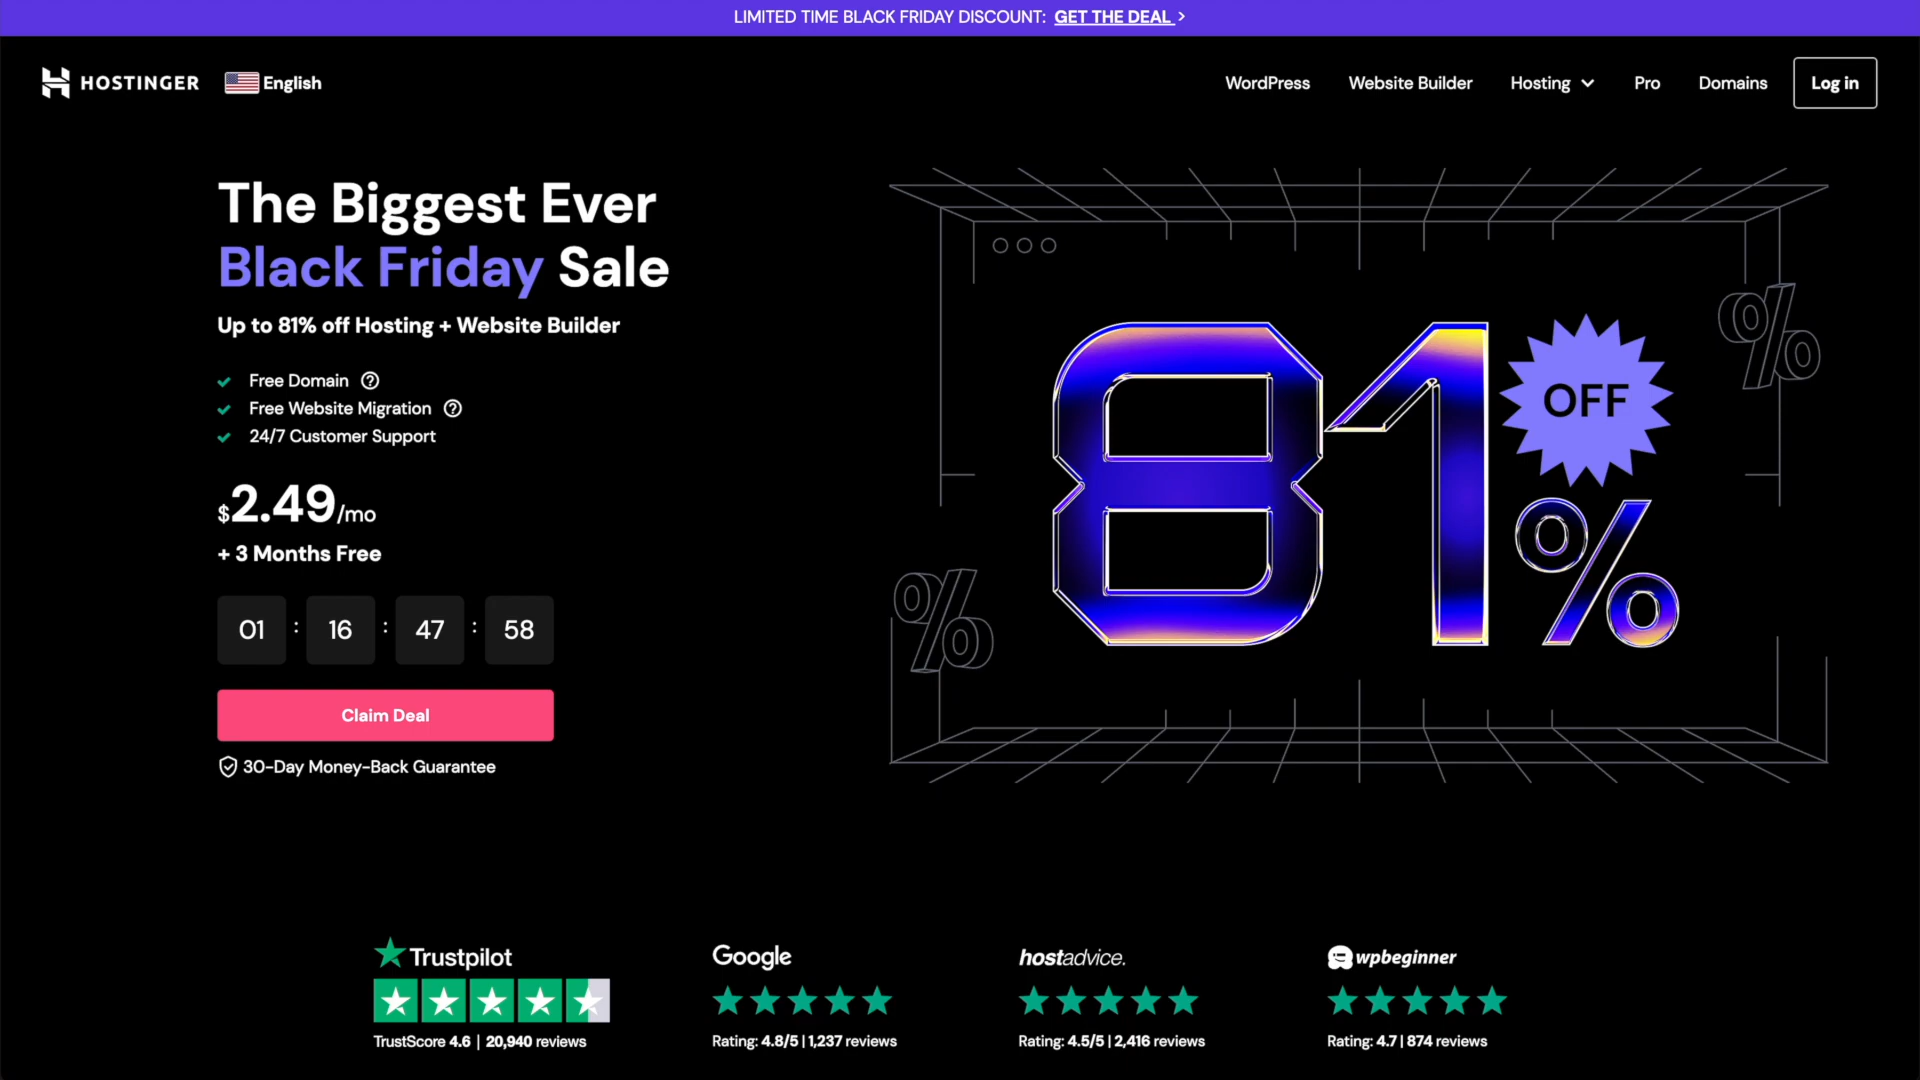 LIMITED TIME BLACK FRIDAY DISCOUNT: GET THE DEAL >
HOSTINGER English WordPress Website Builder Hosting Pro Domains Log in
The Biggest Ever
Black Friday Sale
Up to 81% off Hosting + Website Builder
Free Domain
Free Website Migration
24/7 Customer Support
$2.49/mo
+ 3 Months Free
01 : 16 : 47 : 58
Claim Deal
30-Day Money-Back Guarantee
81%
OFF
%
%
Trustpilot
TrustScore 4.6 | 20,940 reviews
Google
Rating: 4.8/5 | 1,237 reviews
hostadvice.
Rating: 4.5/5 | 2,416 reviews
wpbeginner
Rating: 4.7 | 874 reviews